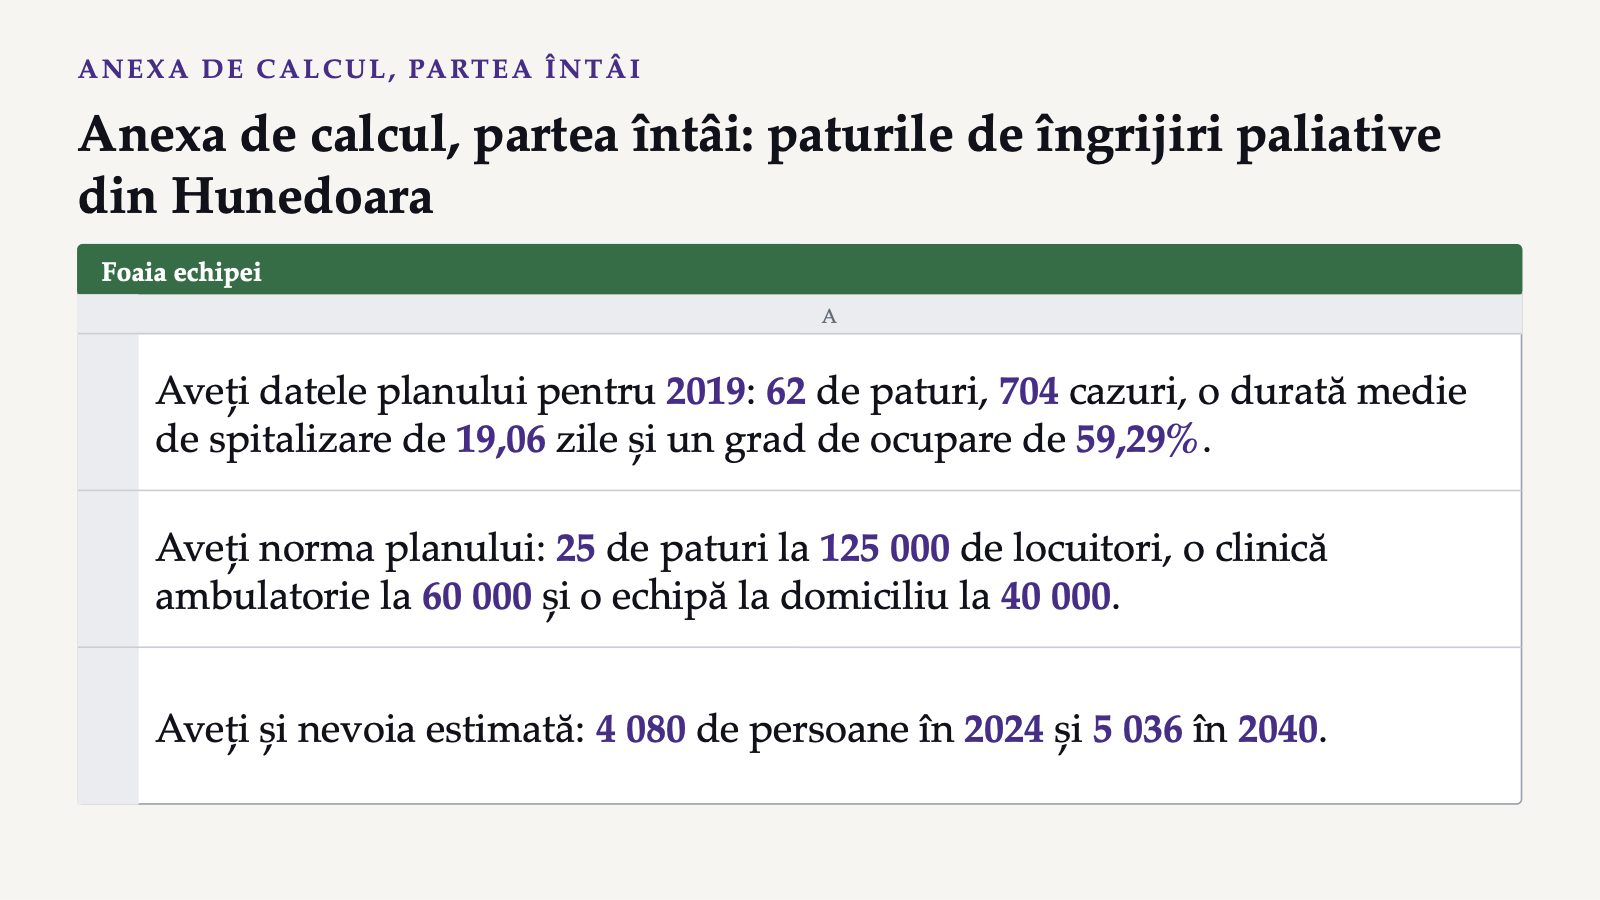 ANEXA DE CALCUL, PARTEA ÎNTÂI
Anexa de calcul, partea întâi: paturile de îngrijiri paliative
din Hunedoara
Foaia echipei
A
Aveți datele planului pentru 2019: 62 de paturi, 704 cazuri, o durată medie
de spitalizare de 19,06 zile și un grad de ocupare de 59,29%.
Aveți norma planului: 25 de paturi la 125 000 de locuitori, o clinică
ambulatorie la 60 000 și o echipă la domiciliu la 40 000.
Aveți și nevoia estimată: 4 080 de persoane în 2024 și 5 036 în 2040.